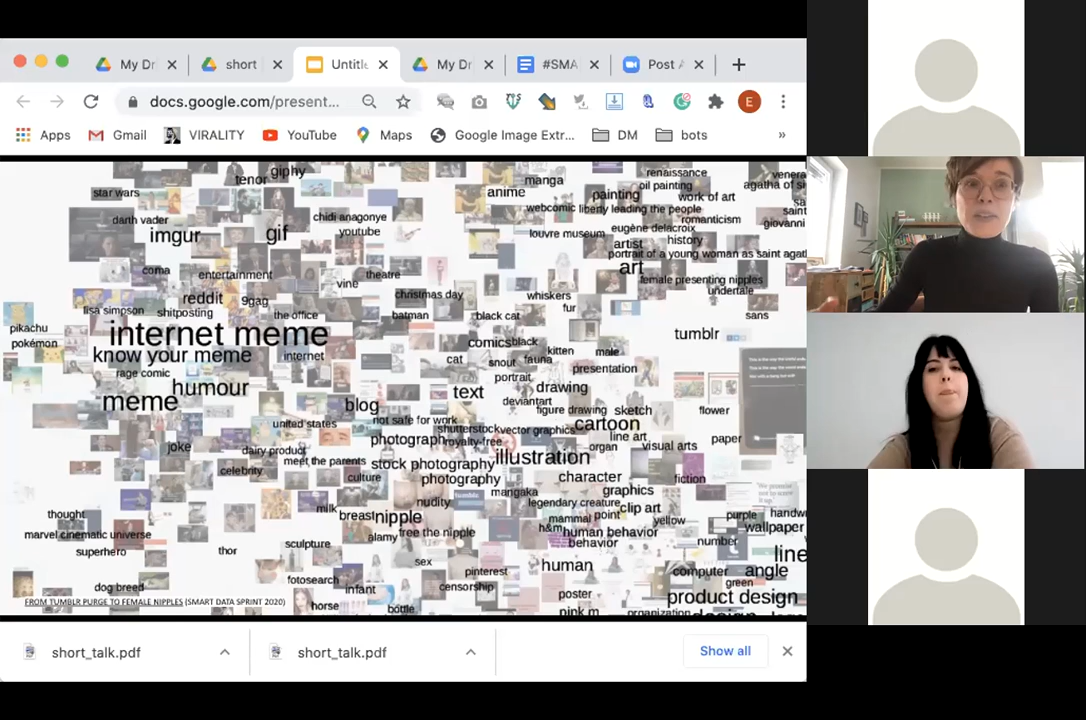 My Dr
short
Untitle
My Dr
#SMA
Post A
docs.google.com/present...
E
Apps
Gmail
VIRALITY
YouTube
Maps
Google Image Extr...
DM
bots
»
giphy
tenor
star wars
darth vader
imgur
gif
chidi anagonye
youtube
coma
entertainment
theatre
vine
reddit
9gag
christmas day
lisa simpson
shitposting
the office
batman
pikachu
pokémon
internet meme
know your meme
internet
rage comic
humour
meme
blog
united states
joke
dairy product
celebrity
meet the parents
culture
manga
anime
painting
renaissance
oil painting
work of art
venera
agatha of si
webcomic
liberty leading the people
romanticism
saint
giovanni
louvre museum
eugène delacroix
history
artist
portrait of a young woman as saint agat
art
female presenting nipples
undertale
whiskers
fur
sans
black cat
tumblr
comics
black
kitten
male
cat
snout
fauna
presentation
portrait
text
drawing
deviantart
figure drawing
sketch
flower
not safe for work
shutterstock
vector graphics
cartoon
photograph
royalty-free
line art
organ
visual arts
paper
stock photography
illustration
photography
character
fiction
mangaka
graphics
nudity
legendary creature
clip art
milk
breast
nipple
mammal
point
yellow
purple
handw
wallpaper
alamy
free the nipple
h&m
human behavior
behavior
number
line
thought
marvel cinematic universe
superhero
thor
sculpture
sex
human
computer
angle
pinterest
green
dog breed
fotosearch
infant
censorship
poster
product design
horse
bottle
pink m
organization
design
FROM TUMBLR PURGE TO FEMALE NIPPLES (SMART DATA SPRINT 2020)
short_talk.pdf
short_talk.pdf
Show all